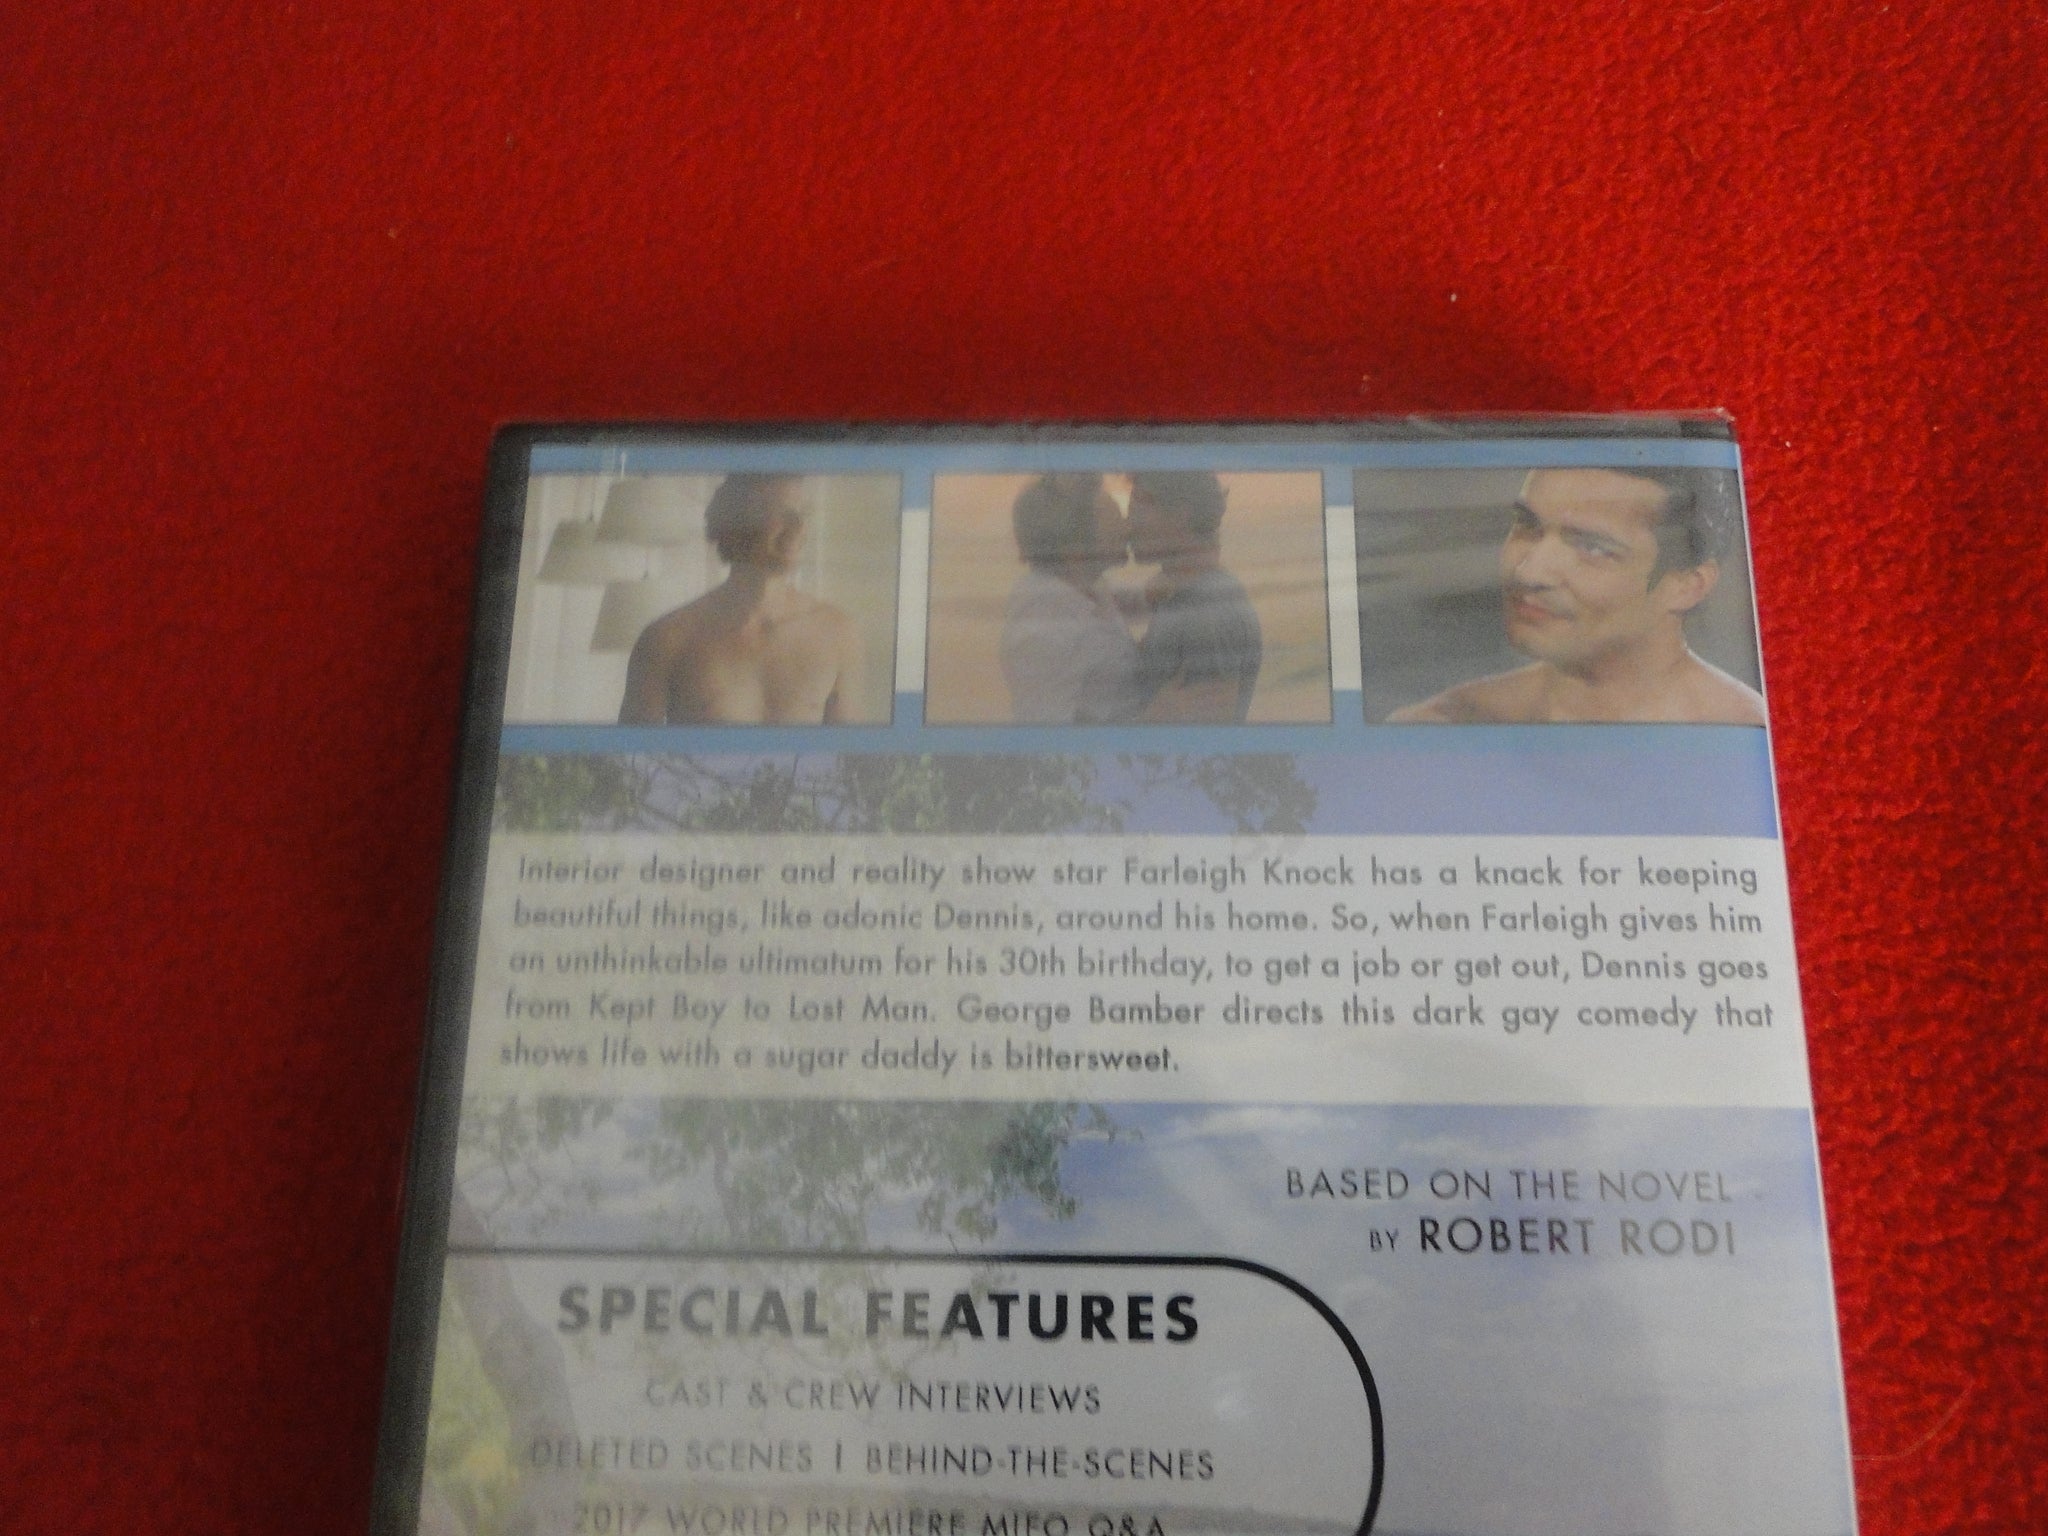 Interior designer and reality show star Farleigh Knock has a knack for keeping
beautiful things, like adonic Dennis, around his home. So, when Farleigh gives him
an unthinkable ultimatum for his 30th birthday, to get a job or get out, Dennis goes
from Kept Boy to Lost Man. George Bamber directs this dark gay comedy that
shows life with a sugar daddy is bittersweet.
BASED ON THE NOVEL
BY ROBERT RODI
SPECIAL FEATURES
CAST & CREW INTERVIEWS
DELETED SCENES | BEHIND-THE-SCENES
2017 WORLD PREMIERE MIFO Q&A